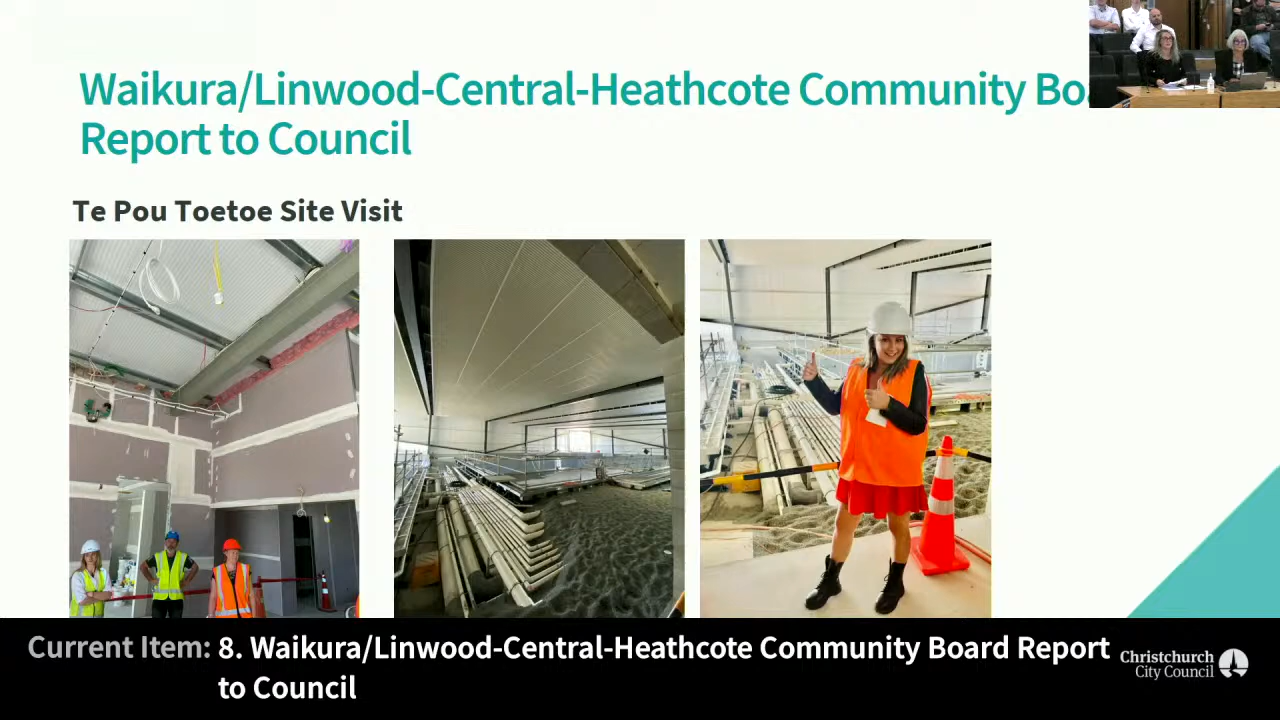 Waikura/Linwood-Central-Heathcote Community Boa
Report to Council
Te Pou Toetoe Site Visit
Current Item: 8. Waikura/Linwood-Central-Heathcote Community Board Report
to Council
Christchurch
City Council